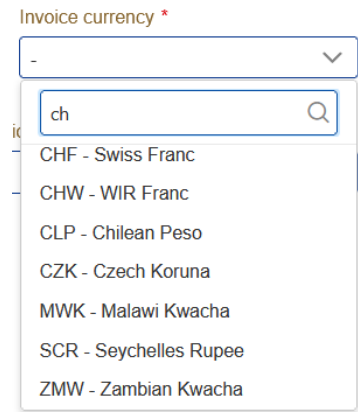 Invoice currency *
-
ch
CHF - Swiss Franc
CHW - WIR Franc
CLP - Chilean Peso
CZK - Czech Koruna
MWK - Malawi Kwacha
SCR - Seychelles Rupee
ZMW - Zambian Kwacha